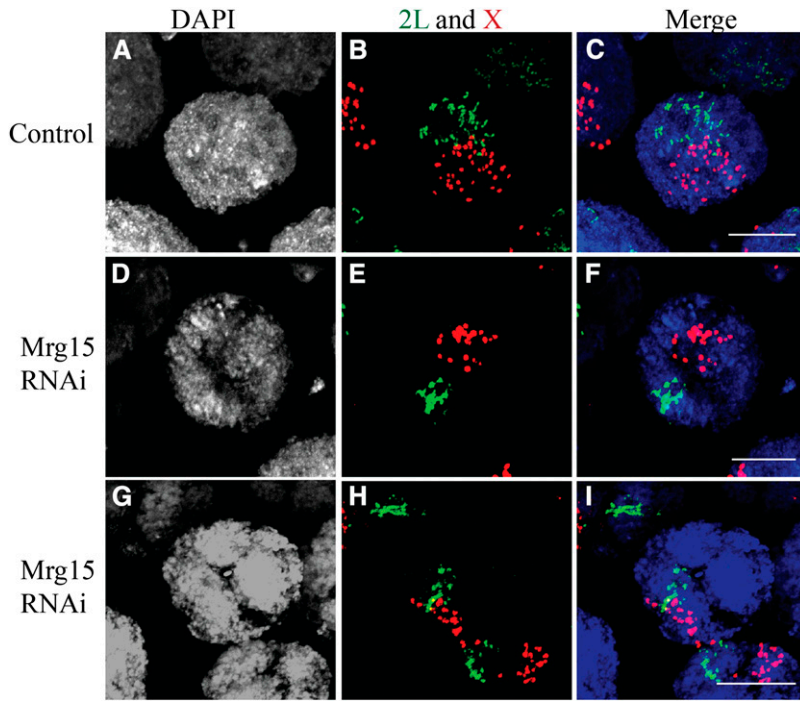 DAPI 2L and X Merge
A B C
Control
D E F
Mrg15
RNAi
G H I
Mrg15
RNAi